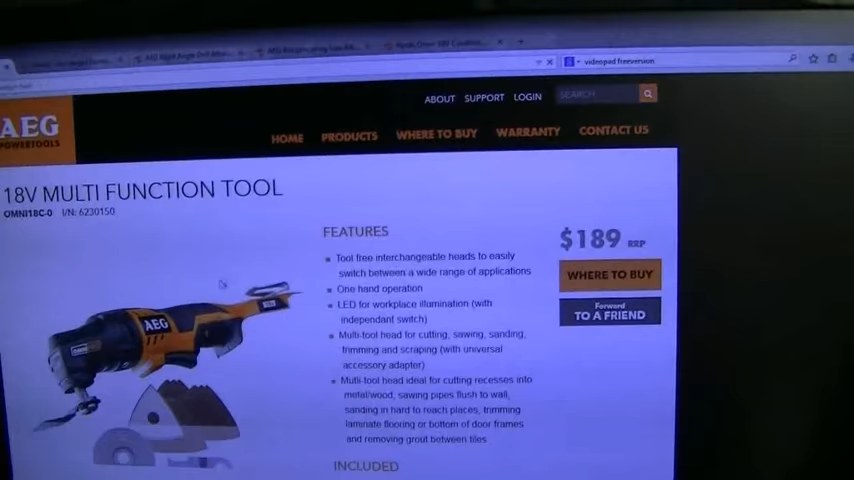 AEG Right Angle Drill
videopad freeversion
AEG
POWERTOOLS
ABOUT SUPPORT LOGIN SEARCH
HOME PRODUCTS WHERE TO BUY WARRANTY CONTACT US
18V MULTI FUNCTION TOOL
OMNI18C-0 I/N: 6230150
FEATURES
Tool free interchangeable heads to easily
switch between a wide range of applications
One hand operation
LED for workplace illumination (with
independant switch)
Multi-tool head for cutting, sawing, sanding,
trimming and scraping (with universal
accessory adapter)
Multi-tool head ideal for cutting recesses into
metal/wood, sawing pipes flush to wall,
sanding in hard to reach places, trimming
laminate flooring or bottom of door frames
and removing grout between tiles
INCLUDED
$189 RRP
WHERE TO BUY
Forward
TO A FRIEND
AEG